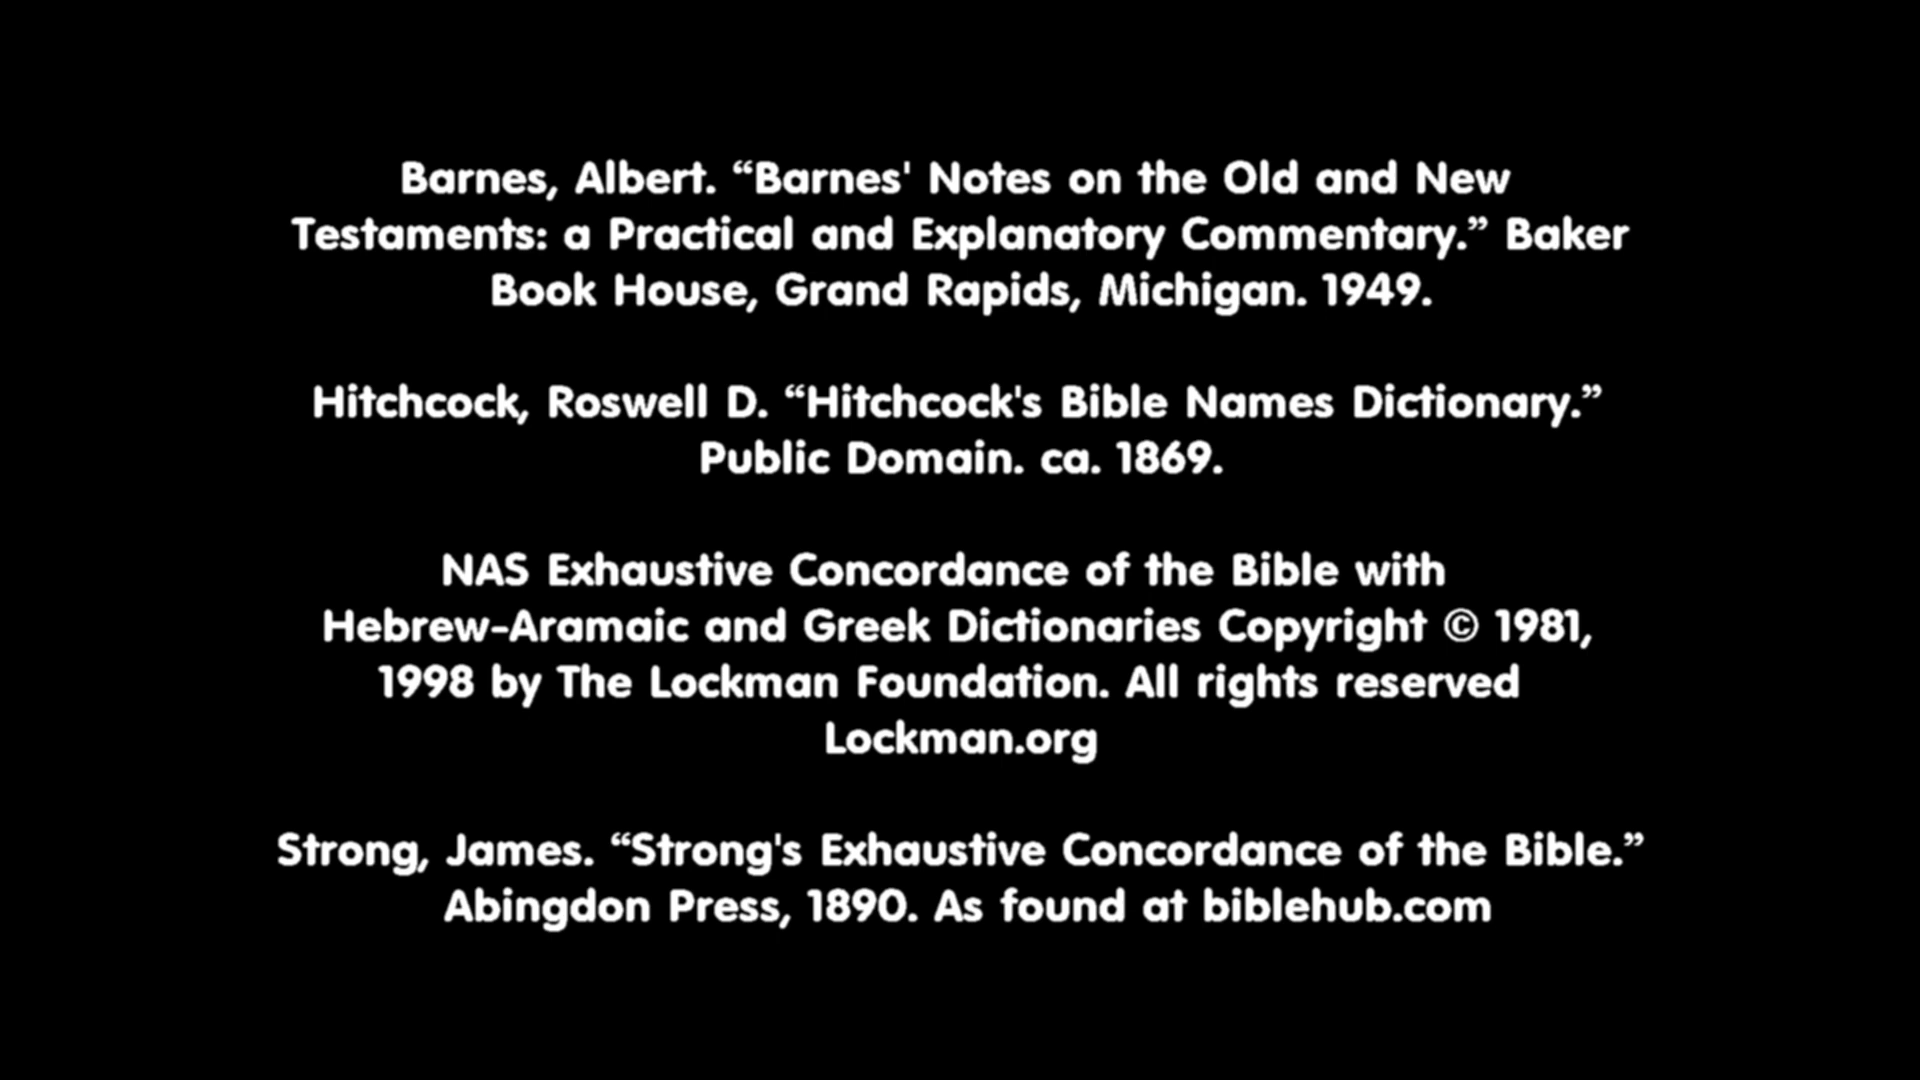 Barnes, Albert. “Barnes' Notes on the Old and New
Testaments: a Practical and Explanatory Commentary.” Baker
Book House, Grand Rapids, Michigan. 1949.
Hitchcock, Roswell D. “Hitchcock's Bible Names Dictionary.”
Public Domain. ca. 1869.
NAS Exhaustive Concordance of the Bible with
Hebrew-Aramaic and Greek Dictionaries Copyright © 1981,
1998 by The Lockman Foundation. All rights reserved
Lockman.org
Strong, James. “Strong's Exhaustive Concordance of the Bible.”
Abingdon Press, 1890. As found at biblehub.com